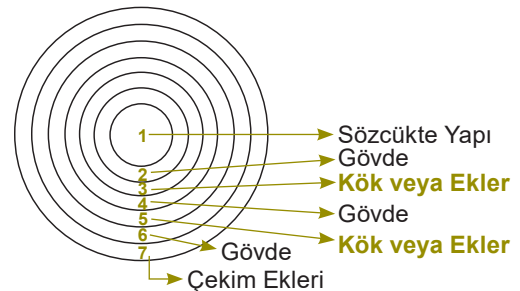 1 Sözcükte Yapı
2 Gövde
3 Kök veya Ekler
4 Gövde
5 Kök veya Ekler
6 Gövde
7 Çekim Ekleri